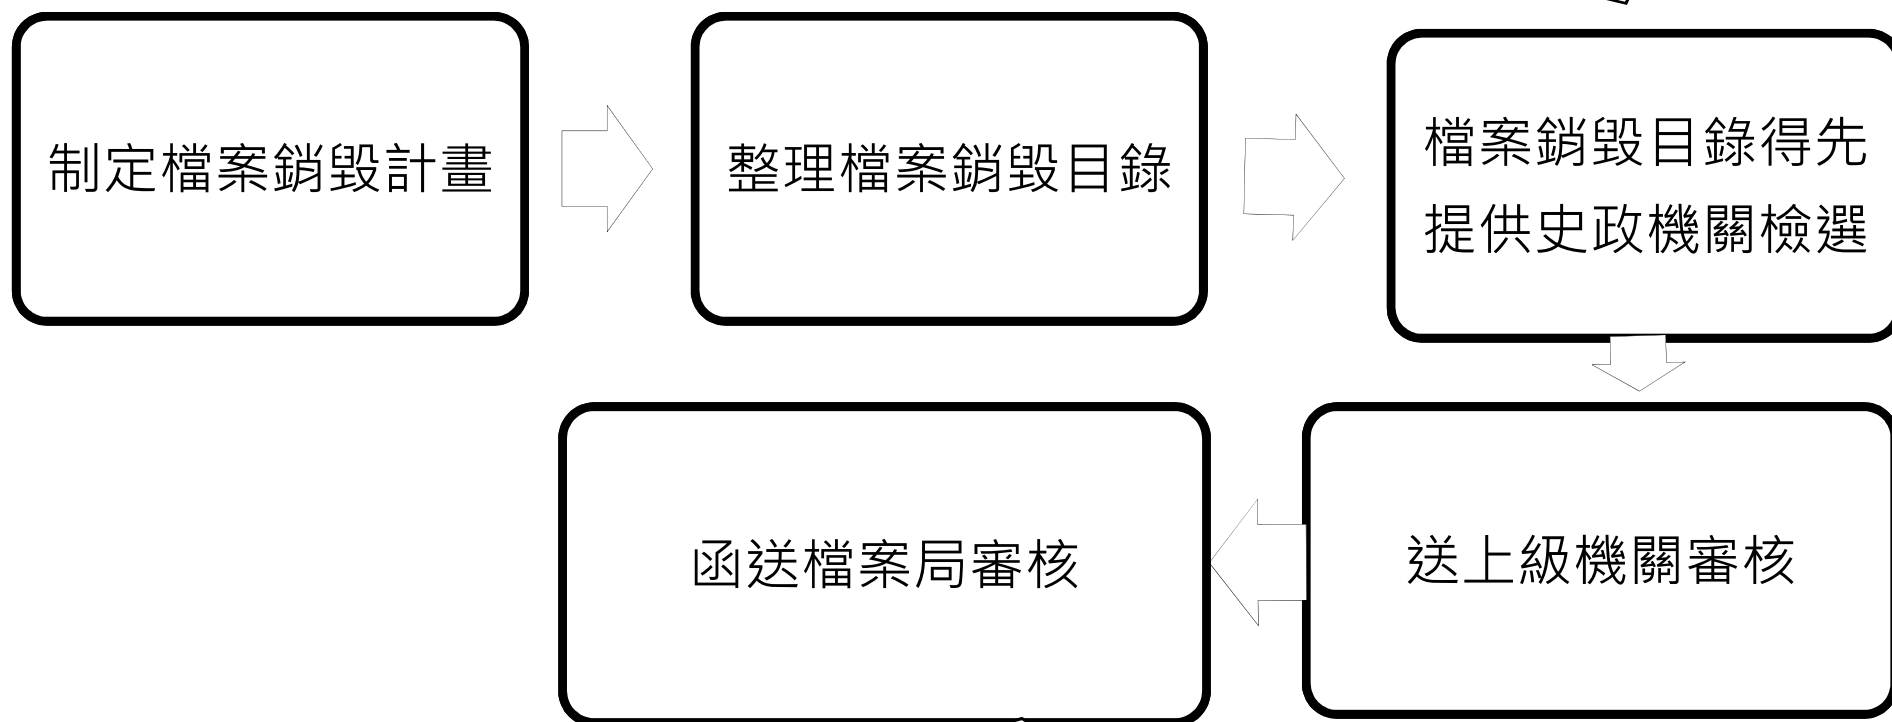 制定檔案銷毀計畫
整理檔案銷毀目錄
檔案銷毀目錄得先
提供史政機關檢選
送上級機關審核
函送檔案局審核